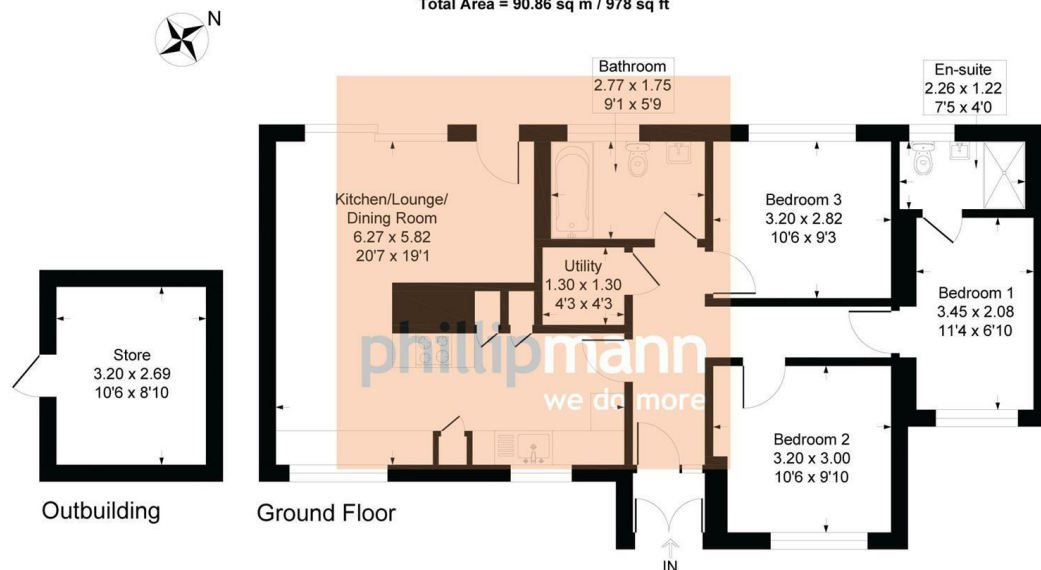 Total Area = 90.86 sq m / 978 sq ft
N
Bathroom
2.77 x 1.75
9'1 x 5'9
En-suite
2.26 x 1.22
7'5 x 4'0
Kitchen/Lounge/
Dining Room
6.27 x 5.82
20'7 x 19'1
Bedroom 3
3.20 x 2.82
10'6 x 9'3
Utility
1.30 x 1.30
4'3 x 4'3
Bedroom 1
3.45 x 2.08
11'4 x 6'10
Store
3.20 x 2.69
10'6 x 8'10
phillipmann
we do more
Bedroom 2
3.20 x 3.00
10'6 x 9'10
Outbuilding
Ground Floor
IN